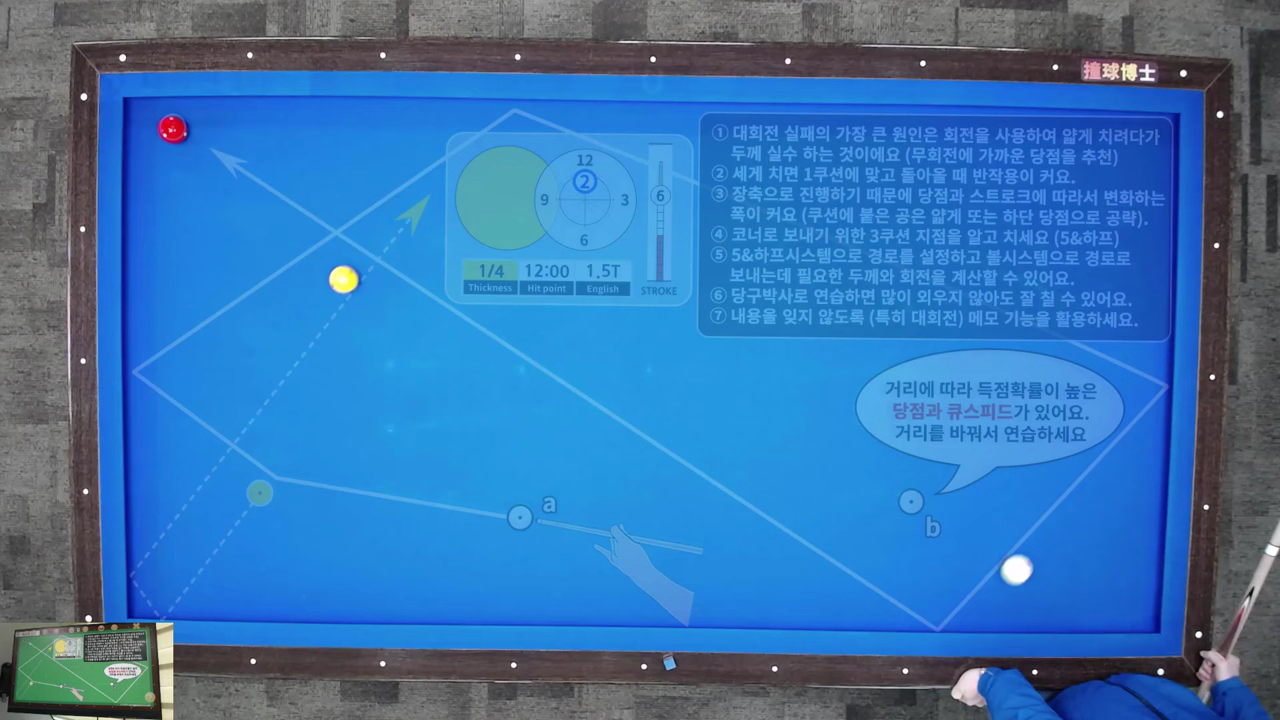 撞球博士
① 대회전 실패의 가장 큰 원인은 회전을 사용하여 얇게 치려다가
두께 실수 하는 것이에요 (무회전에 가까운 당점을 추천)
② 세게 치면 1쿠션에 맞고 돌아올 때 반작용이 커요.
③ 장축으로 진행하기 때문에 당점과 스트로크에 따라서 변화하는
폭이 커요 (쿠션에 붙은 공은 얇게 또는 하단 당점으로 공략).
④ 코너로 보내기 위한 3쿠션 지점을 알고 치세요 (5&하프)
⑤ 5&하프시스템으로 경로를 설정하고 볼시스템으로 경로로
보내는데 필요한 두께와 회전을 계산할 수 있어요.
⑥ 당구박사로 연습하면 많이 외우지 않아도 잘 칠 수 있어요.
⑦ 내용을 잊지 않도록 (특히 대회전) 메모 기능을 활용하세요.
12
2
9
3
6
6
1/4
12:00
1.5T
Thickness
Hit point
English
STROKE
거리에 따라 득점확률이 높은
당점과 큐스피드가 있어요.
거리를 바꿔서 연습하세요
a
b